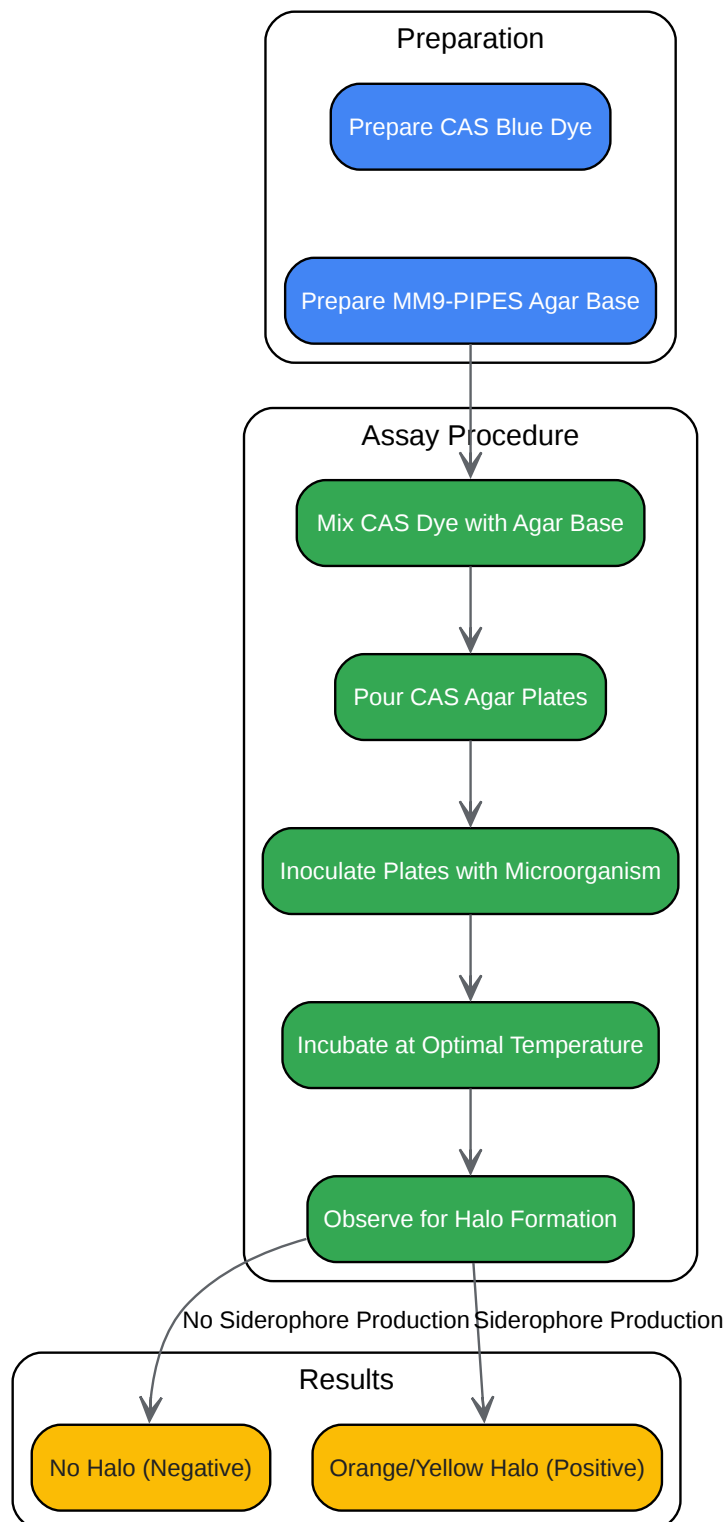 Preparation
Prepare CAS Blue Dye
Prepare MM9-PIPES Agar Base
Assay Procedure
Mix CAS Dye with Agar Base
Pour CAS Agar Plates
Inoculate Plates with Microorganism
Incubate at Optimal Temperature
Observe for Halo Formation
No Siderophore Production
Siderophore Production
Results
No Halo (Negative)
Orange/Yellow Halo (Positive)